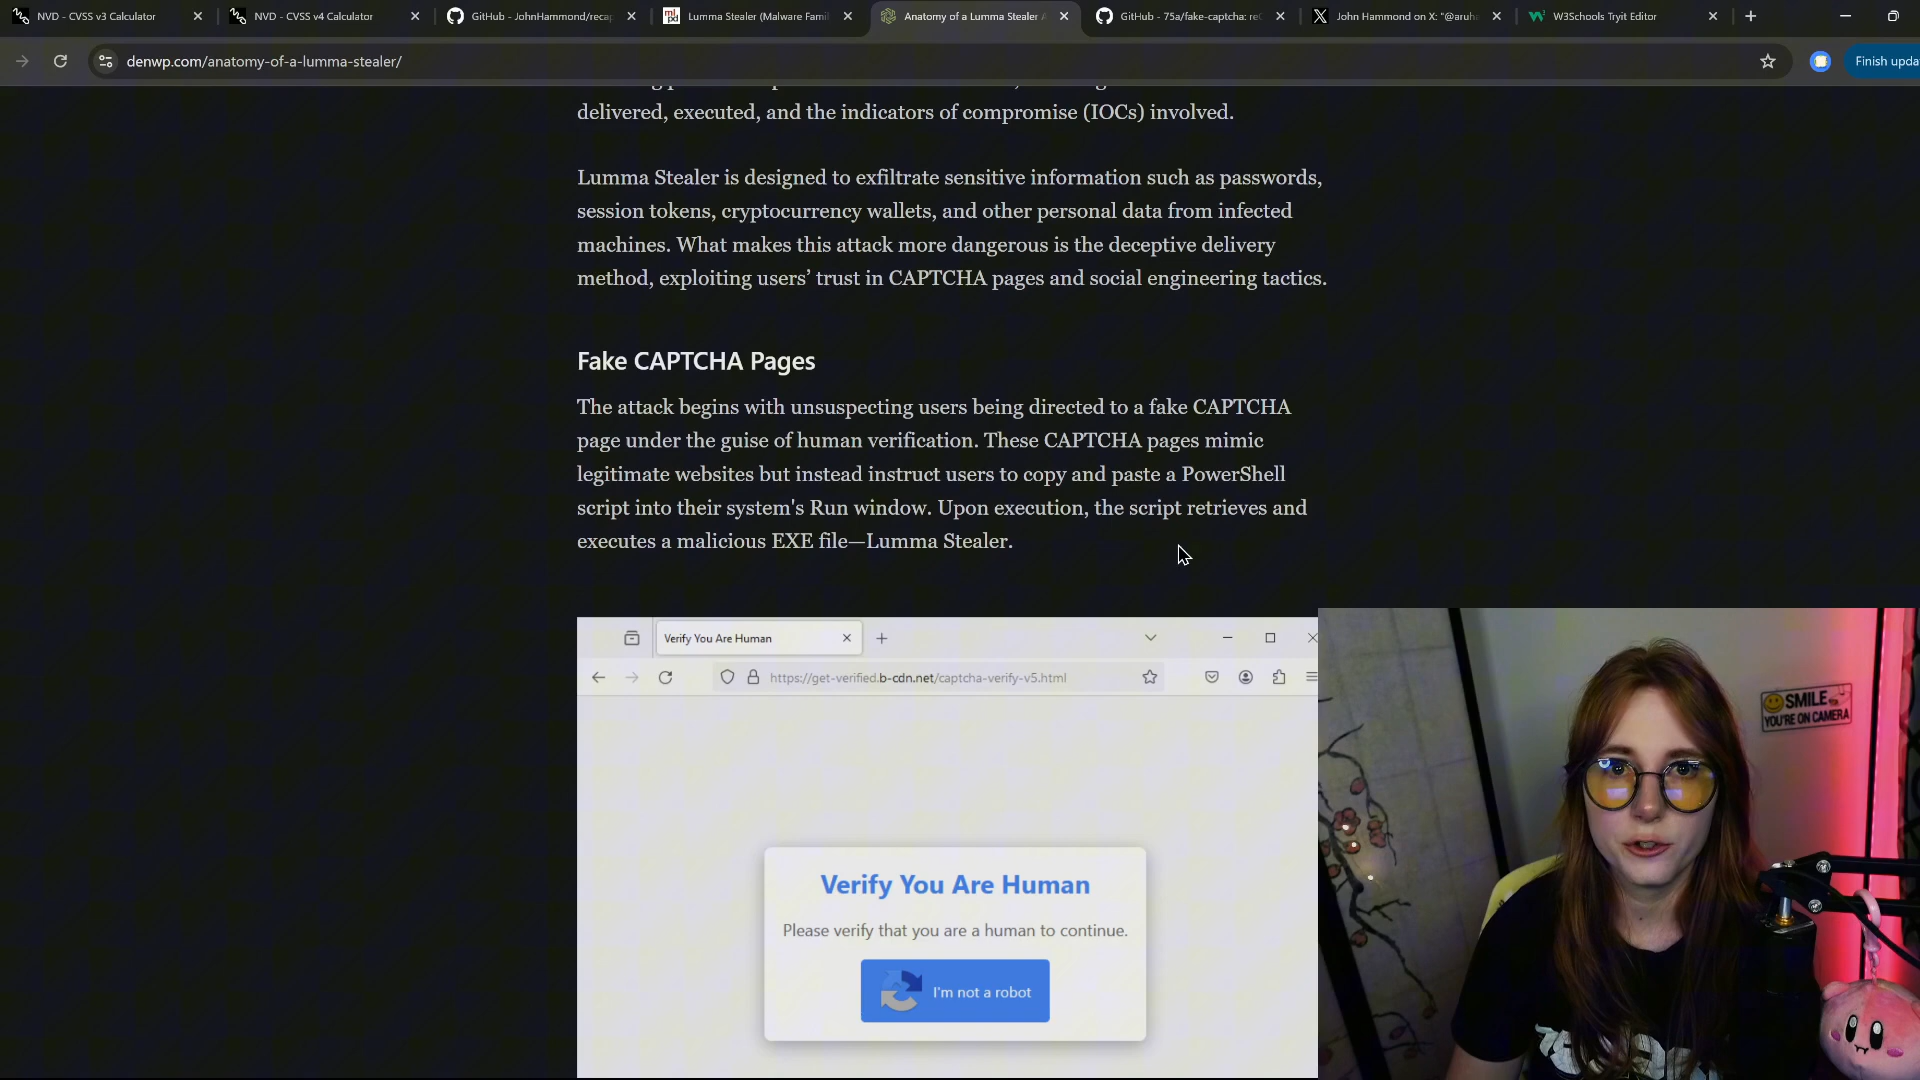 NVD - CVSS v3 Calculator
NVD - CVSS v4 Calculator
GitHub - JohnHammond/recap
Lumma Stealer (Malware Famil
Anatomy of a Lumma Stealer A
GitHub - 75a/fake-captcha: reC
John Hammond on X: "@aruha
W3Schools Tryit Editor
denwp.com/anatomy-of-a-lumma-stealer/
Finish upda
delivered, executed, and the indicators of compromise (IOCs) involved.
Lumma Stealer is designed to exfiltrate sensitive information such as passwords,
session tokens, cryptocurrency wallets, and other personal data from infected
machines. What makes this attack more dangerous is the deceptive delivery
method, exploiting users’ trust in CAPTCHA pages and social engineering tactics.
Fake CAPTCHA Pages
The attack begins with unsuspecting users being directed to a fake CAPTCHA
page under the guise of human verification. These CAPTCHA pages mimic
legitimate websites but instead instruct users to copy and paste a PowerShell
script into their system's Run window. Upon execution, the script retrieves and
executes a malicious EXE file—Lumma Stealer.
Verify You Are Human
https://get-verified.b-cdn.net/captcha-verify-v5.html
Verify You Are Human
Please verify that you are a human to continue.
I'm not a robot
SMILE
YOU'RE ON CAMERA